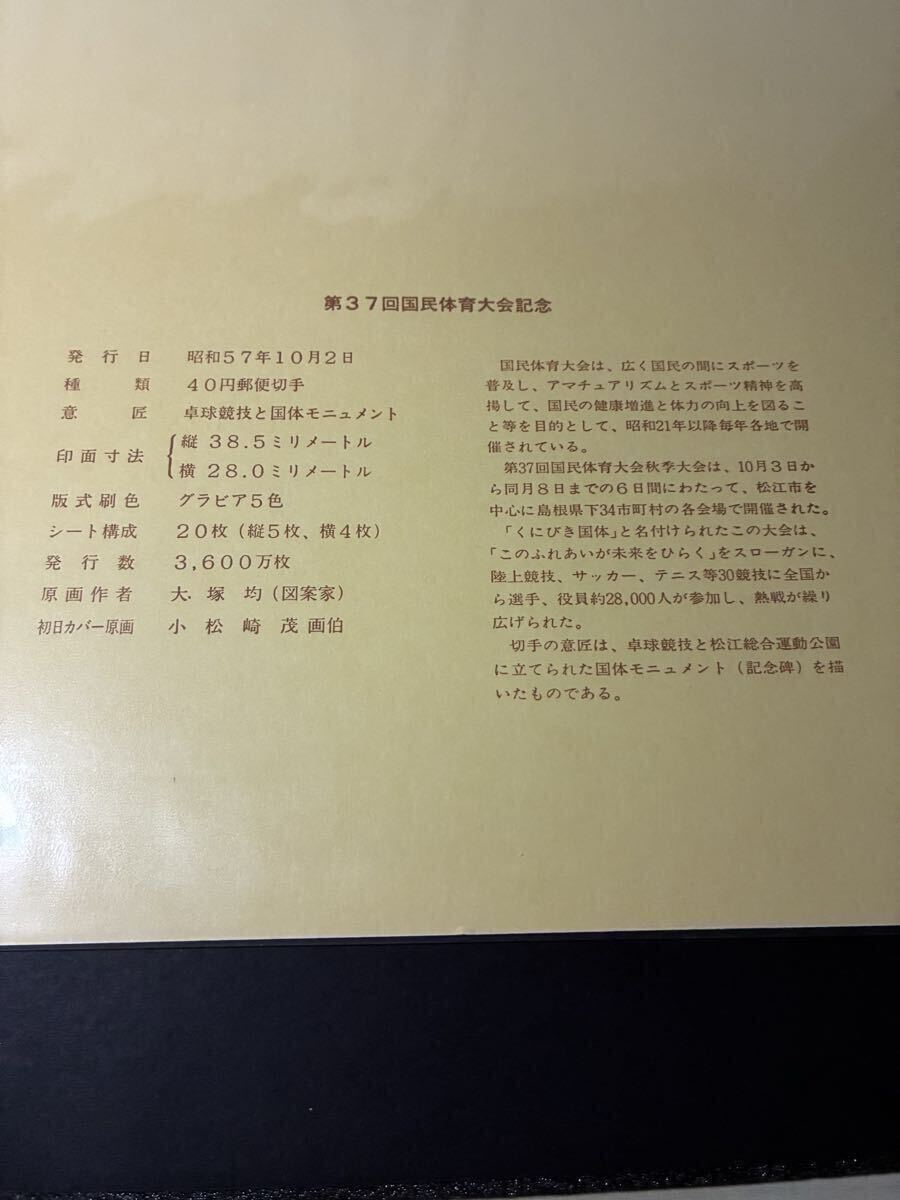 第37回国民体育大会記念
発行日 昭和57年10月2日
種類 40円郵便切手
意匠 卓球競技と国体モニュメント
印面寸法 { 縦 38.5ミリメートル
横 28.0ミリメートル
版式刷色 グラビア5色
シート構成 20枚(縦5枚、横4枚)
発行数 3,600万枚
原画作者 大塚均(図案家)
初日カバー原画 小松崎茂画伯
国民体育大会は、広く国民の間にスポーツを
普及し、アマチュアリズムとスポーツ精神を高
揚して、国民の健康増進と体力の向上を図るこ
と等を目的として、昭和21年以降毎年各地で開
催されている。
第37回国民体育大会秋季大会は、10月3日か
ら同月8日までの6日間にわたって、松江市を
中心に島根県下34市町村の各会場で開催された。
「くにびき国体」と名付けられたこの大会は、
「このふれあいが未来をひらく」をスローガンに、
陸上競技、サッカー、テニス等30競技に全国か
ら選手、役員約28,000人が参加し、熱戦が繰り
広げられた。
切手の意匠は、卓球競技と松江総合運動公園
に立てられた国体モニュメント(記念碑)を描
いたものである。